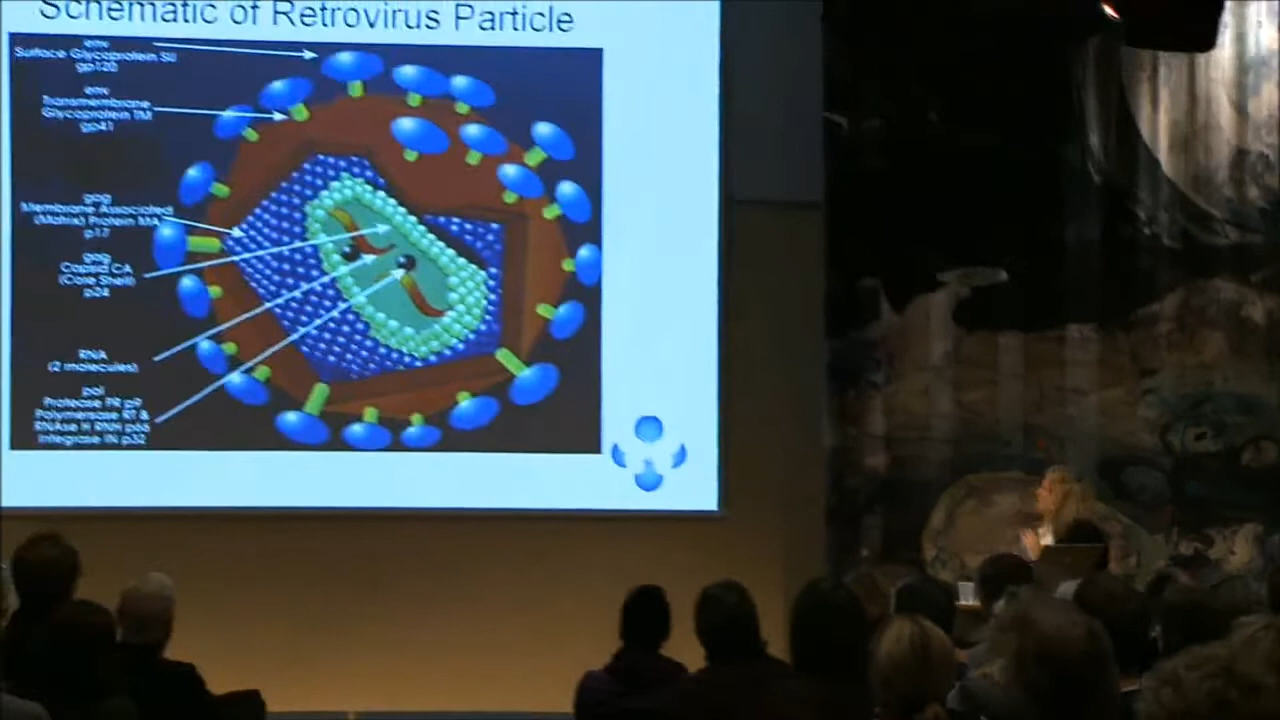 Schematic of Retrovirus Particle
env
Surface Glycoprotein SU
gp120
env
Transmembrane
Glycoprotein TM
gp41
gag
Membrane Associated
(Matrix) Protein MA
p17
gag
Capsid CA
(Core Shell)
p24
RNA
(2 molecules)
pol
Protease PR p9
Polymerase RT &
RNAse H RNH p66
Integrase IN p32